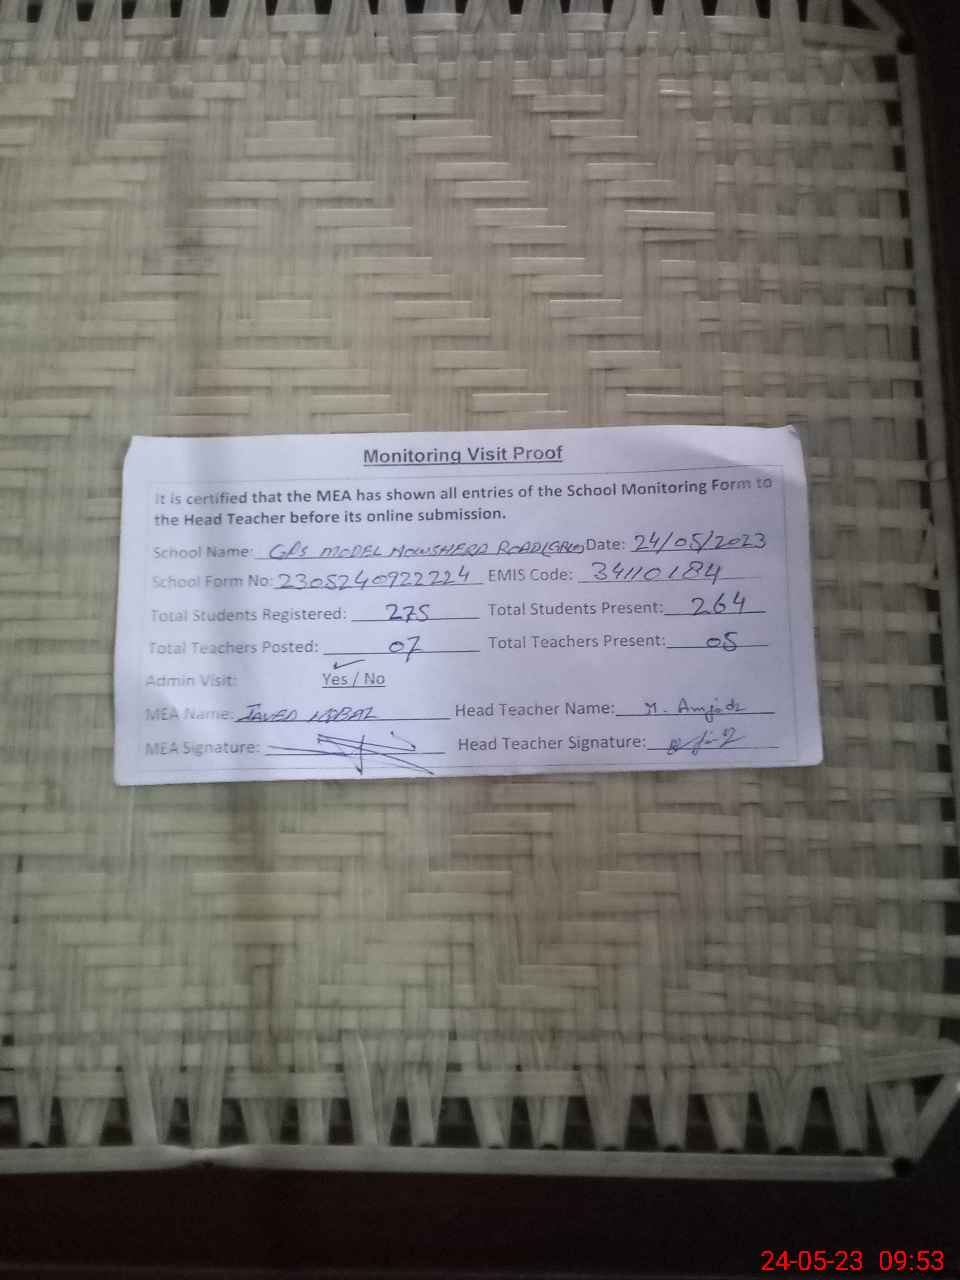 Monitoring Visit Proof
It is certified that the MEA has shown all entries of the School Monitoring Form to
the Head Teacher before its online submission.
School Name: GPS MODEL NOWSHERA ROAD Date: 24/05/2023
School Form No: 2305240922224 EMIS Code: 34110184
Total Students Registered: 275 Total Students Present: 264
Total Teachers Posted: 07 Total Teachers Present: 05
Admin Visit: Yes / No
MEA Name: JAVED IQBAL Head Teacher Name: M. Amjad
MEA Signature: Head Teacher Signature:
24-05-23 09:53